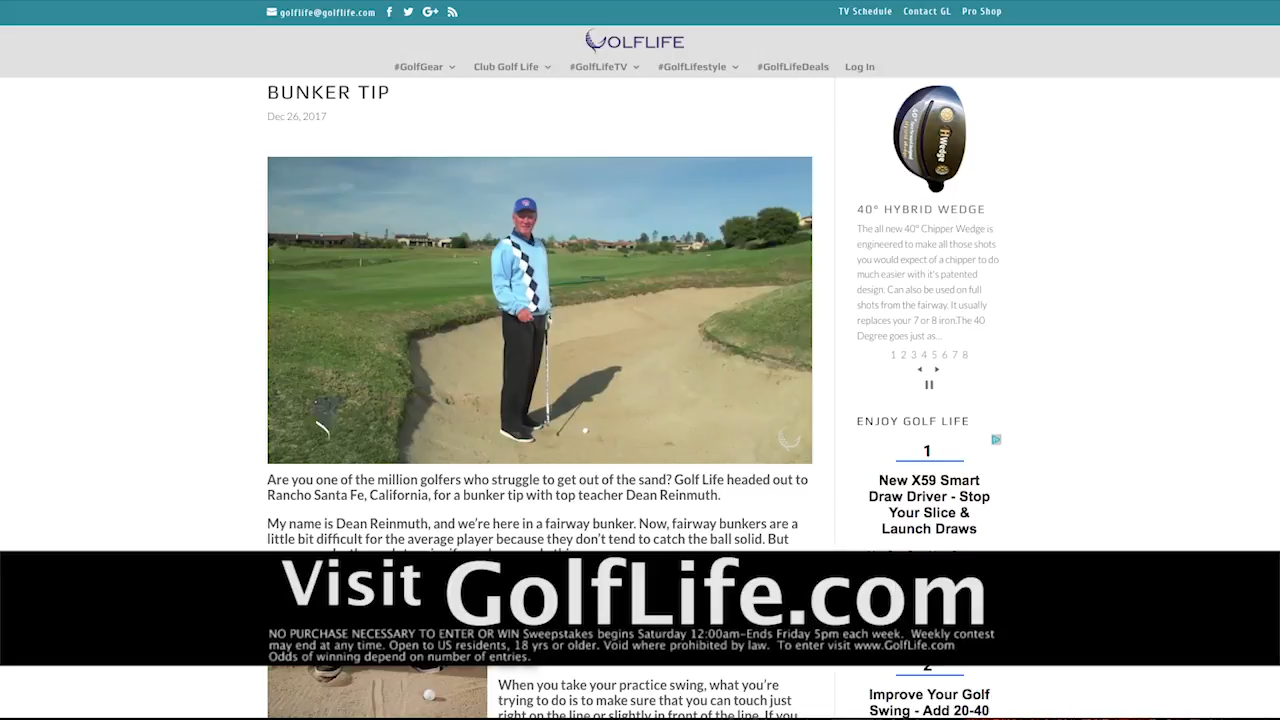 golflife@golflife.com
TV Schedule Contact GL Pro Shop
GOLFLIFE
#GolfGear Club Golf Life #GolfLifeTV #GolfLifestyle #GolfLifeDeals Log In
BUNKER TIP
Dec 26, 2017
Are you one of the million golfers who struggle to get out of the sand? Golf Life headed out to
Rancho Santa Fe, California, for a bunker tip with top teacher Dean Reinmuth.
My name is Dean Reinmuth, and we're here in a fairway bunker. Now, fairway bunkers are a
little bit difficult for the average player because they don't tend to catch the ball solid. But
40°
HiWedge
40° HYBRID WEDGE
The all new 40° Chipper Wedge is
engineered to make all those shots
you would expect of a chipper to do
much easier with it's patented
design. Can also be used on full
shots from the fairway. It usually
replaces your 7 or 8 iron.The 40
Degree goes just as...
1 2 3 4 5 6 7 8
ENJOY GOLF LIFE
1
New X59 Smart
Draw Driver - Stop
Your Slice &
Launch Draws
Visit GolfLife.com
NO PURCHASE NECESSARY TO ENTER OR WIN Sweepstakes begins Saturday 12:00am-Ends Friday 5pm each week. Weekly contest
may end at any time. Open to US residents, 18 yrs or older. Void where prohibited by law. To enter visit www.GolfLife.com
Odds of winning depend on number of entries.
When you take your practice swing, what you're
trying to do is to make sure that you can touch just
right on the line or slightly in front of the line. If you
2
Improve Your Golf
Swing - Add 20-40